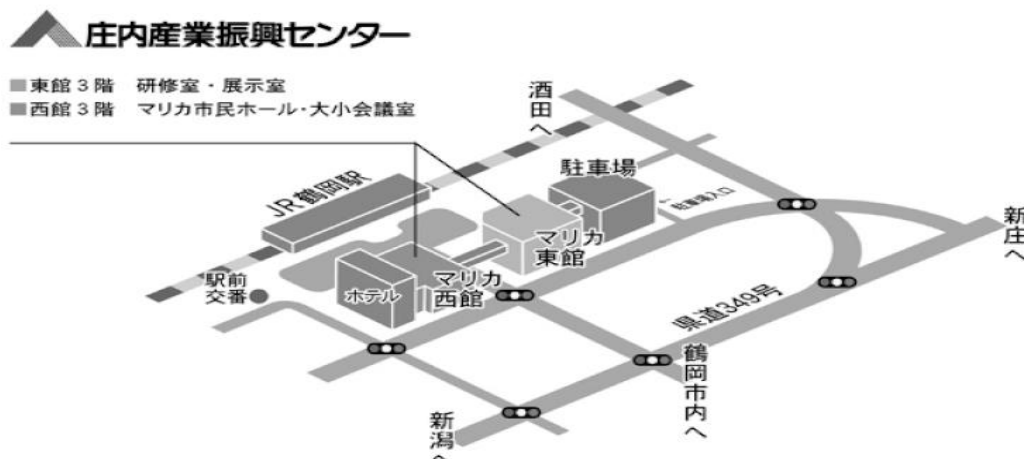 庄内産業振興センター
東館3階　研修室・展示室
西館3階　マリカ市民ホール・大小会議室
酒田へ
駐車場
JR鶴岡駅
駐車場入口
新庄へ
マリカ
東館
駅前
交番
ホテル
マリカ
西館
県道349号
鶴岡市内へ
新潟へ